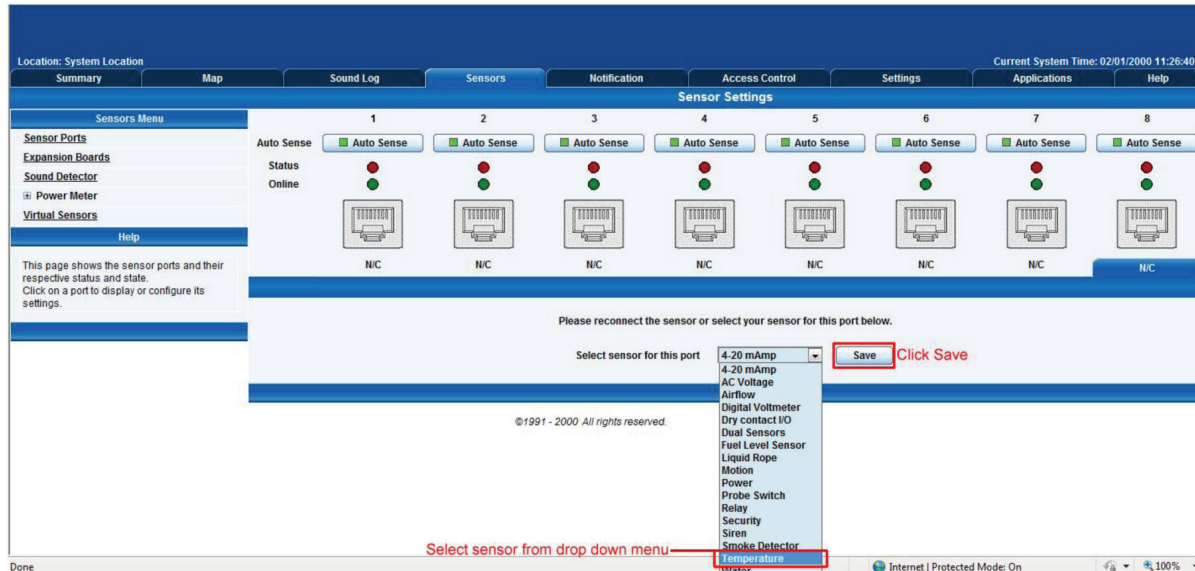 Location: System Location
Current System Time: 02/01/2000 11:26:40
Summary Map Sound Log Sensors Notification Access Control Settings Applications Help
Sensor Settings
Sensors Menu
Sensor Ports
Expansion Boards
Sound Detector
Power Meter
Virtual Sensors
Help
This page shows the sensor ports and their
respective status and state.
Click on a port to display or configure its
settings.
1 2 3 4 5 6 7 8
Auto Sense Auto Sense Auto Sense Auto Sense Auto Sense Auto Sense Auto Sense Auto Sense Auto Sense
Status
Online
N/C N/C N/C N/C N/C N/C N/C N/C
Please reconnect the sensor or select your sensor for this port below.
Select sensor for this port 4-20 mAmp Save Click Save
4-20 mAmp
AC Voltage
Airflow
Digital Voltmeter
Dry contact I/O
Dual Sensors
Fuel Level Sensor
Liquid Rope
Motion
Power
Probe Switch
Relay
Security
Siren
Smoke Detector
Temperature
Water
©1991 - 2000 All rights reserved.
Select sensor from drop down menu
Done Internet | Protected Mode: On 100%